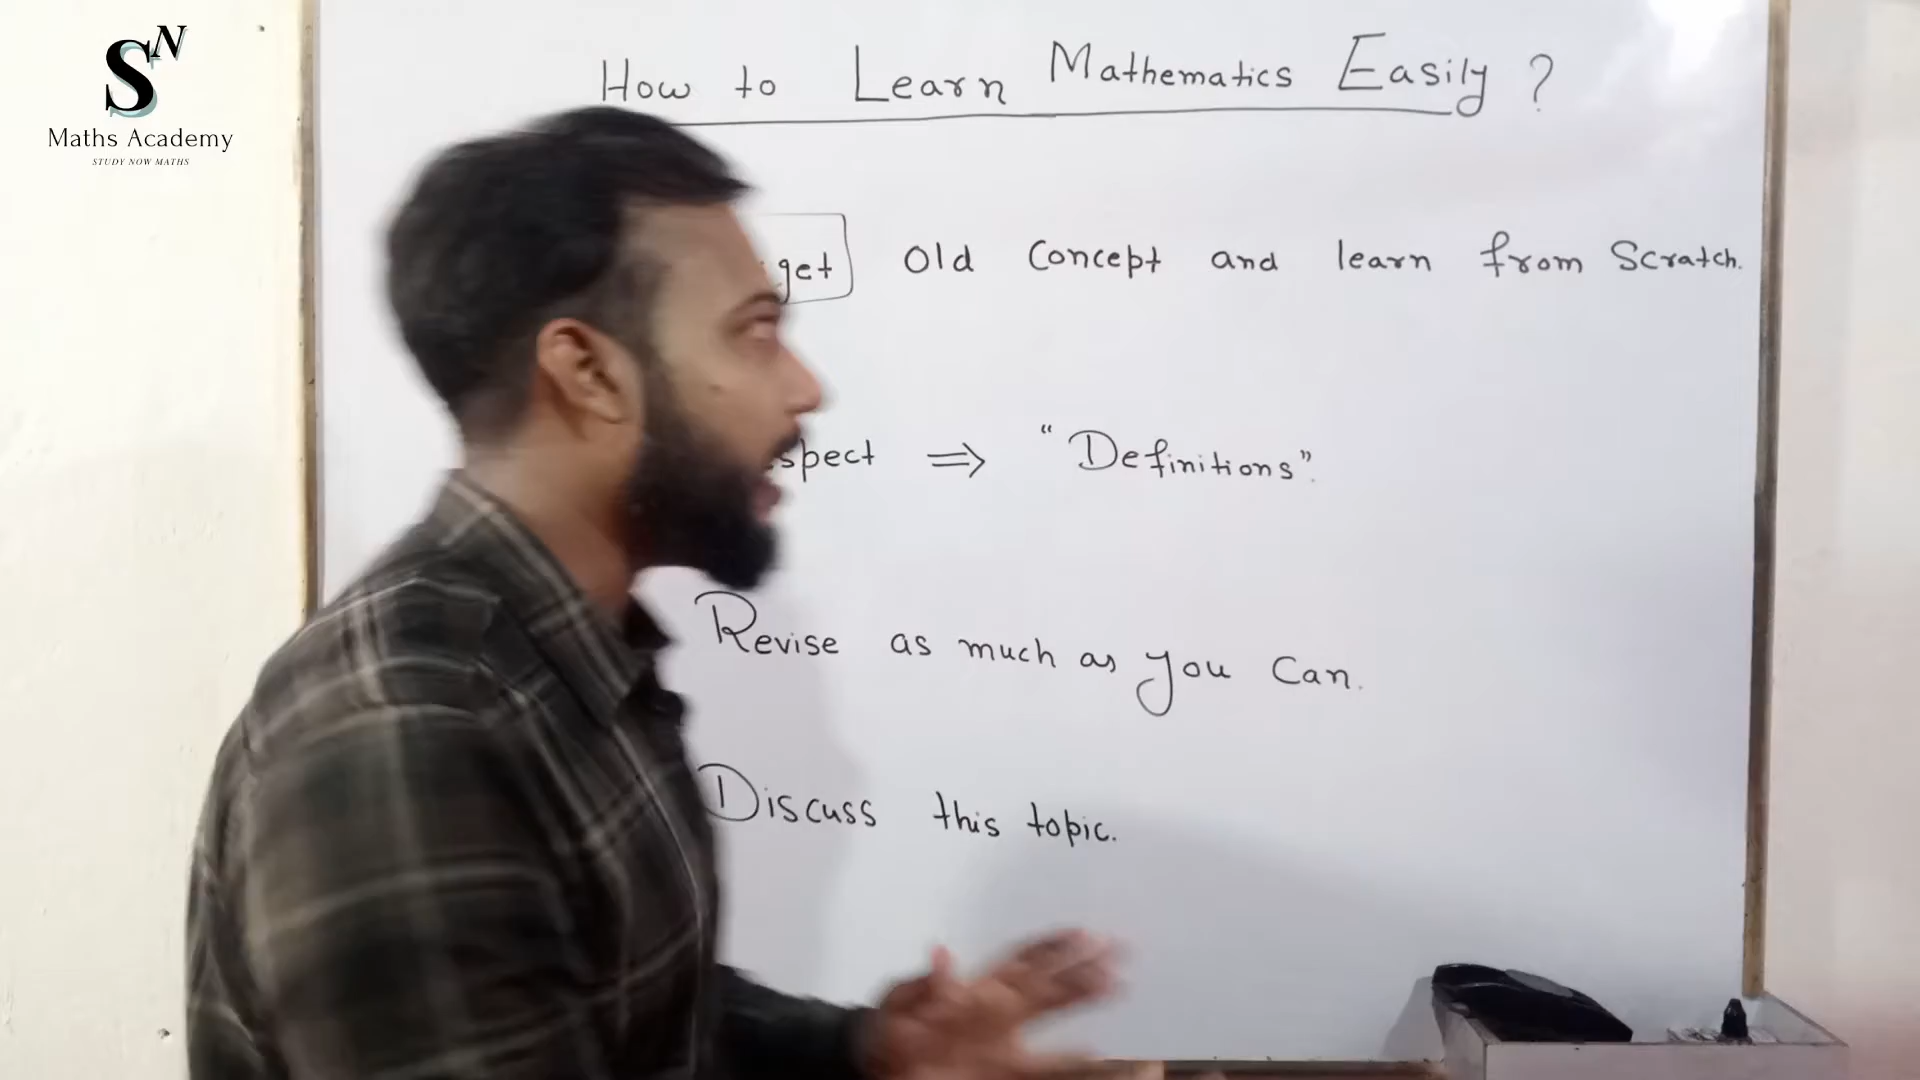 SN
Maths Academy
STUDY NOW MATHS
How to Learn Mathematics Easily ?
get Old Concept and learn from Scratch.
spect ⇒ "Definitions".
Revise as much as you Can.
Discuss this topic.